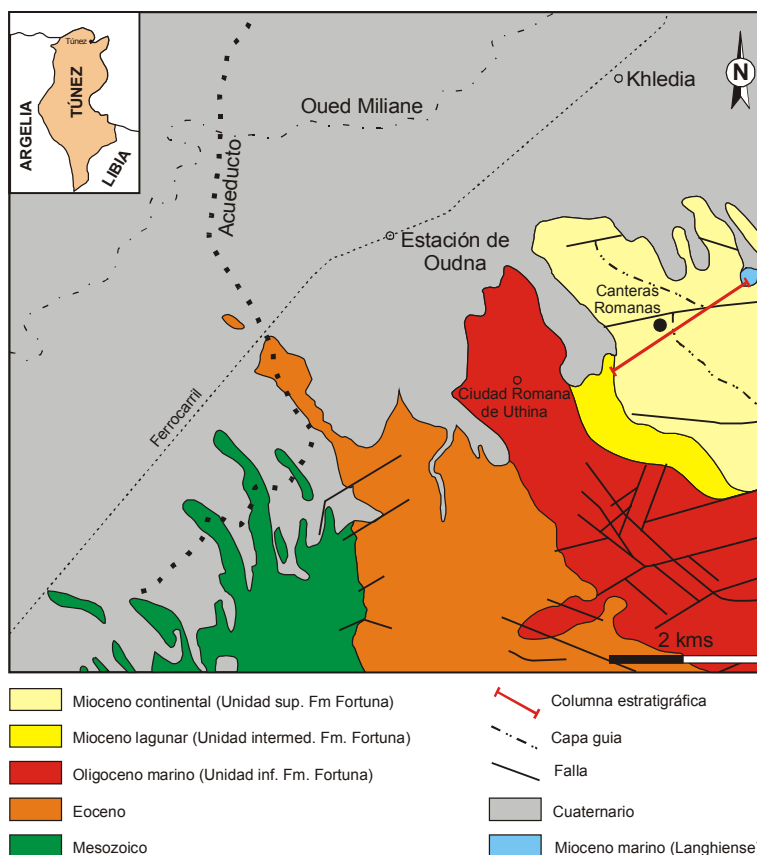 Túnez
ARGELIA
TÚNEZ
LIBIA
N
Khledia
Oued Miliane
Acueducto
Estación de
Oudna
Canteras
Romanas
Ciudad Romana
de Uthina
Ferrocarril
2 kms
Mioceno continental (Unidad sup. Fm Fortuna)
Mioceno lagunar (Unidad intermed. Fm. Fortuna)
Oligoceno marino (Unidad inf. Fm. Fortuna)
Eoceno
Mesozoico
Columna estratigráfica
Capa guia
Falla
Cuaternario
Mioceno marino (Langhiense)